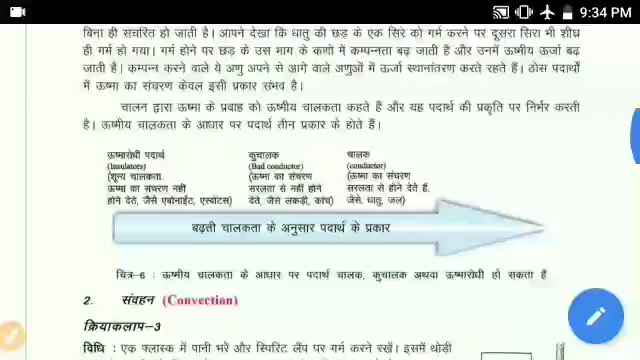 9:34 PM
बिना ही संचरित हो जाती है। आपने देखा कि धातु की छड़ के एक सिरे को गर्म करने पर दूसरा सिरा भी शीघ्र
ही गर्म हो गया। गर्म होने पर छड़ के उस भाग के कणों में कम्पन्नता बढ़ जाती है और उनमें ऊष्मीय ऊर्जा बढ़
जाती है। कम्पन्न करने वाले ये अणु अपने से आगे वाले अणुओं में ऊर्जा स्थानांतरण करते रहते हैं। ठोस पदार्थों
में ऊष्मा का संचरण केवल इसी प्रकार संभव है।
चालन द्वारा ऊष्मा के प्रवाह को ऊष्मीय चालकता कहते हैं और यह पदार्थ की प्रकृति पर निर्भर करती
है। ऊष्मीय चालकता के आधार पर पदार्थ तीन प्रकार के होते हैं।
ऊष्मारोधी पदार्थ
(Insulators)
(शून्य चालकता
ऊष्मा का संचरण नहीं
होने देते, जैसे एबोनाईट, एस्बेटस)
कुचालक
(Bad conductor)
(ऊष्मा का संचरण
सरलता से नहीं होने
देते, जैसे लकड़ी, कांच)
चालक
(conductor)
(ऊष्मा का संचरण
सरलता से होने देते हैं.
जैसे, धातु, जल)
बढ़ती चालकता के अनुसार पदार्थ के प्रकार
चित्र-6 : ऊष्मीय चालकता के आधार पर पदार्थ चालक, कुचालक अथवा ऊष्मारोधी हो सकता है
2. संवहन (Convection)
क्रियाकलाप-3
विधि : एक फ्लास्क में पानी भरें और स्पिरिट लैंप पर गर्म करने रखें। इसमें थोड़ी